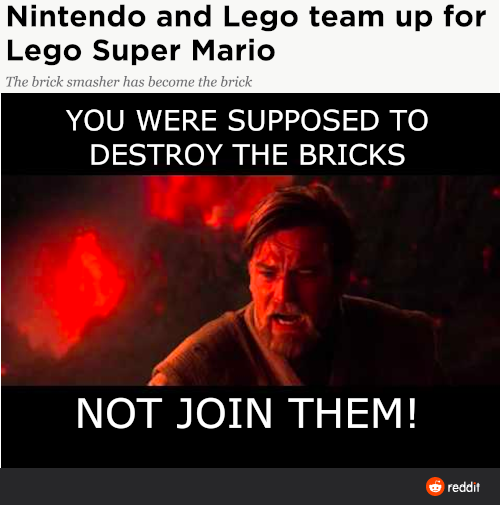 Nintendo and Lego team up for
Lego Super Mario
The brick smasher has become the brick
YOU WERE SUPPOSED TO
DESTROY THE BRICKS
NOT JOIN THEM!
reddit